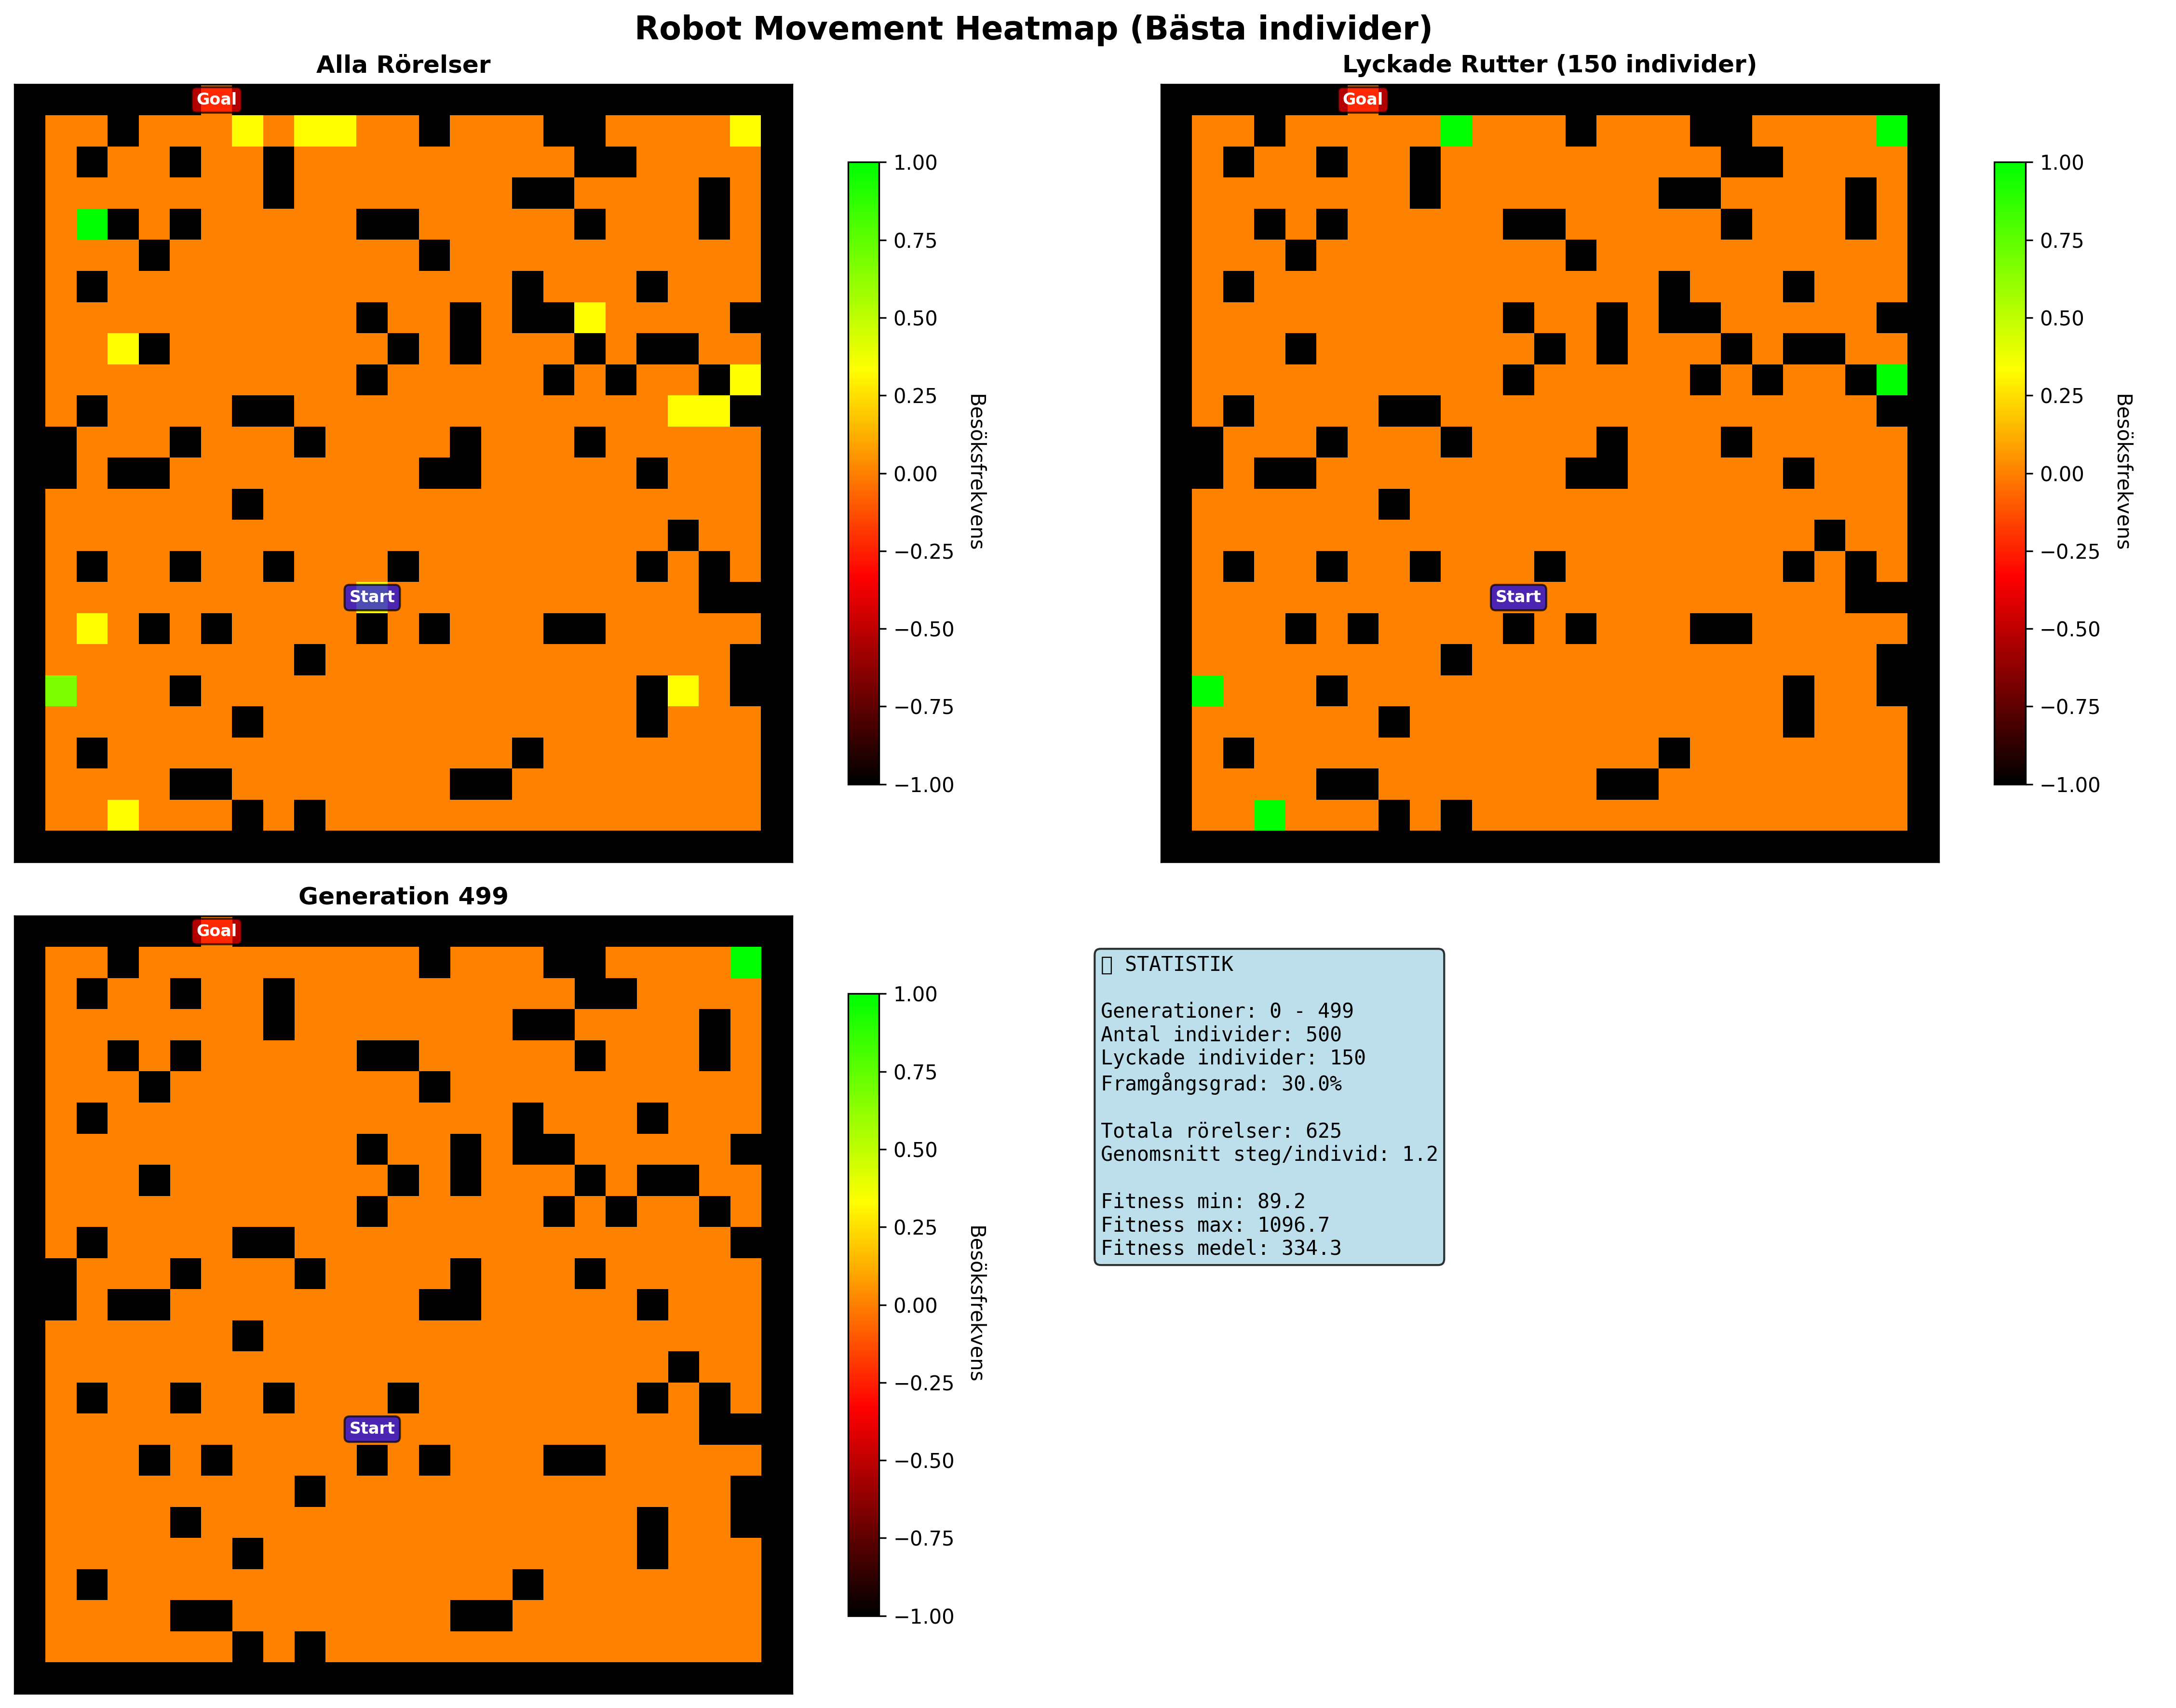 Robot Movement Heatmap (Bästa individer)
Alla Rörelser
Goal
Start
1.00
0.75
0.50
0.25
0.00
−0.25
−0.50
−0.75
−1.00
Besöksfrekvens
Lyckade Rutter (150 individer)
Goal
Start
1.00
0.75
0.50
0.25
0.00
−0.25
−0.50
−0.75
−1.00
Besöksfrekvens
Generation 499
Goal
Start
1.00
0.75
0.50
0.25
0.00
−0.25
−0.50
−0.75
−1.00
Besöksfrekvens
STATISTIK
Generationer: 0 - 499
Antal individer: 500
Lyckade individer: 150
Framgångsgrad: 30.0%
Totala rörelser: 625
Genomsnitt steg/individ: 1.2
Fitness min: 89.2
Fitness max: 1096.7
Fitness medel: 334.3